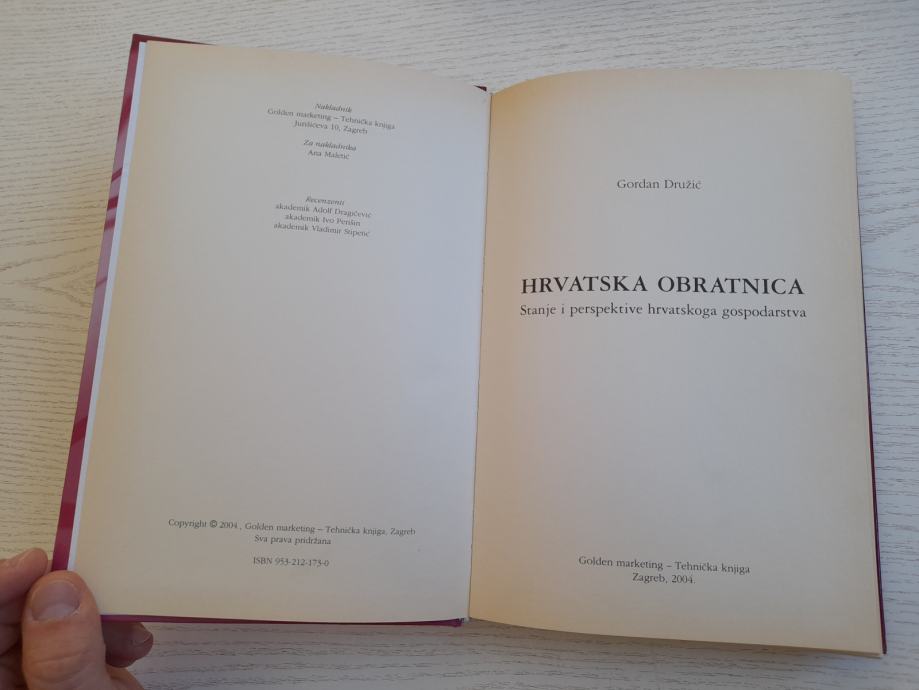 Nakladnik
Golden marketing – Tehnička knjiga
Jurišićeva 10, Zagreb
Za nakladnika
Ana Maletić
Recenzenti
akademik Adolf Dragičević
akademik Ivo Perišin
akademik Vladimir Stipetić
Copyright © 2004., Golden marketing – Tehnička knjiga, Zagreb
Sva prava pridržana
ISBN 953-212-173-0
Gordan Družić
HRVATSKA OBRATNICA
Stanje i perspektive hrvatskoga gospodarstva
Golden marketing – Tehnička knjiga
Zagreb, 2004.